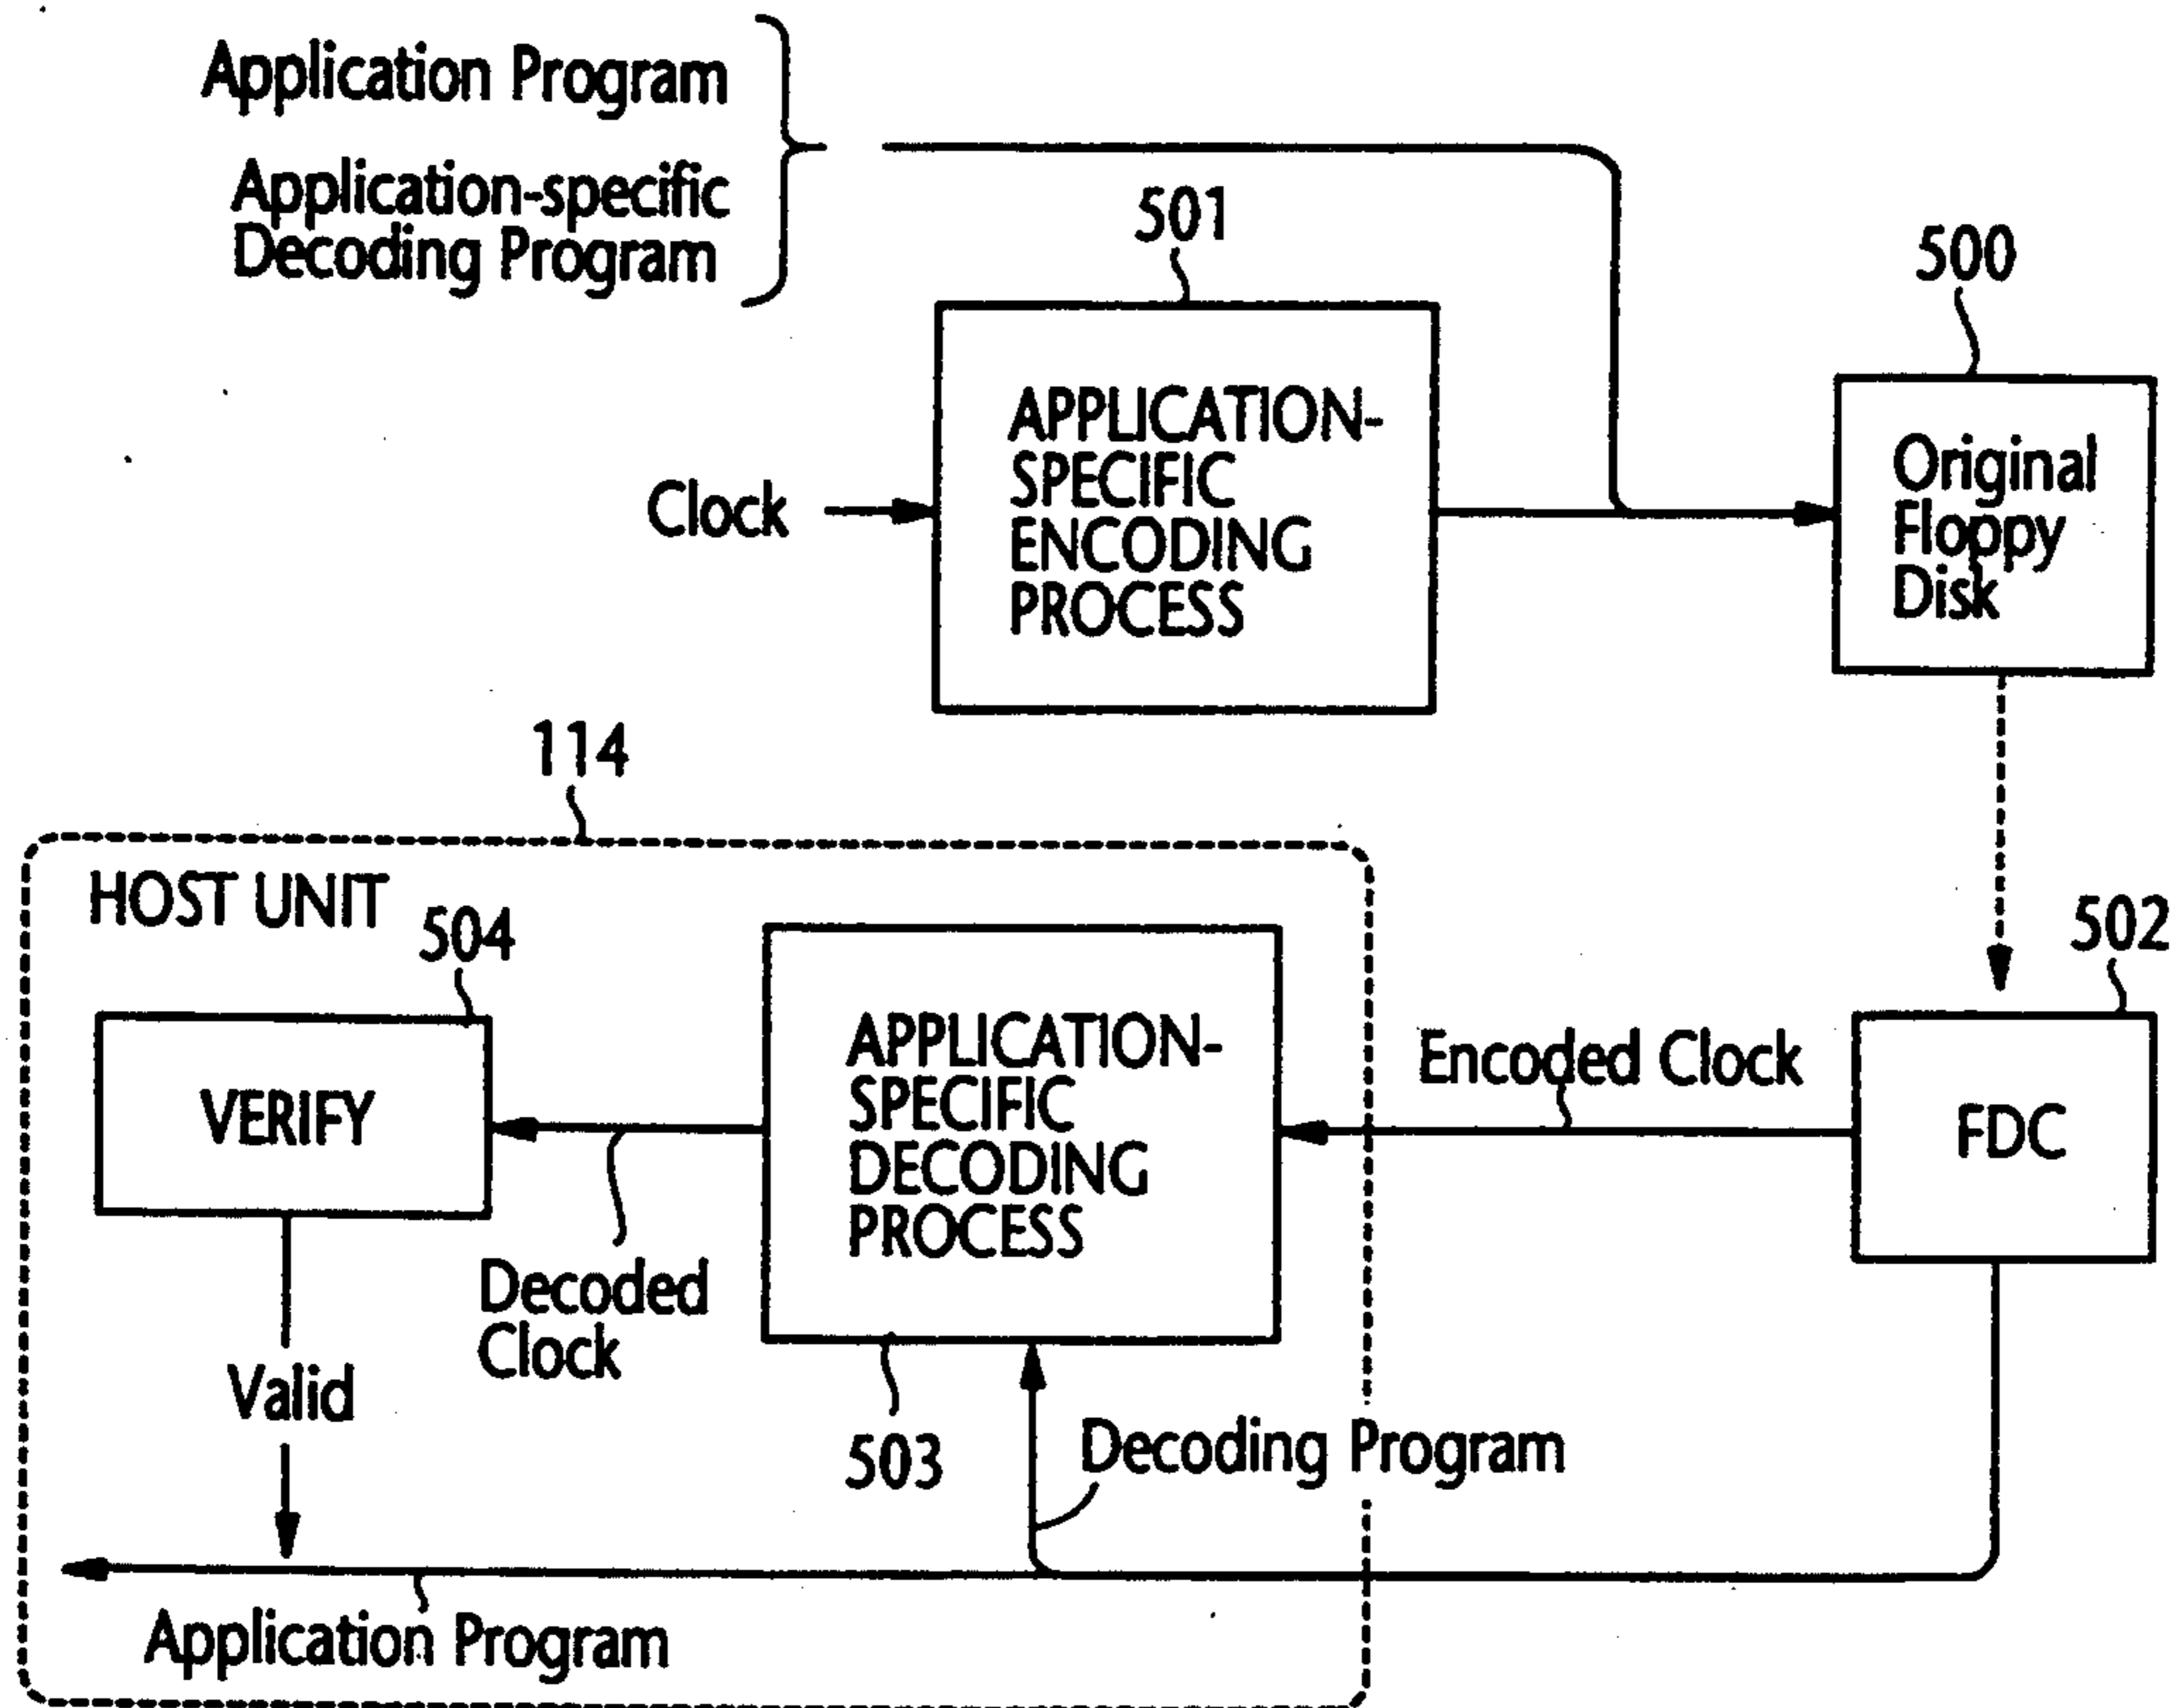 Application Program
Application-specific
Decoding Program
501
500
APPLICATION-
SPECIFIC
ENCODING
PROCESS
Clock
Original
Floppy
Disk
114
HOST UNIT
504
502
VERIFY
APPLICATION-
SPECIFIC
DECODING
PROCESS
Encoded Clock
FDC
Decoded
Clock
Valid
503
Decoding Program
Application Program